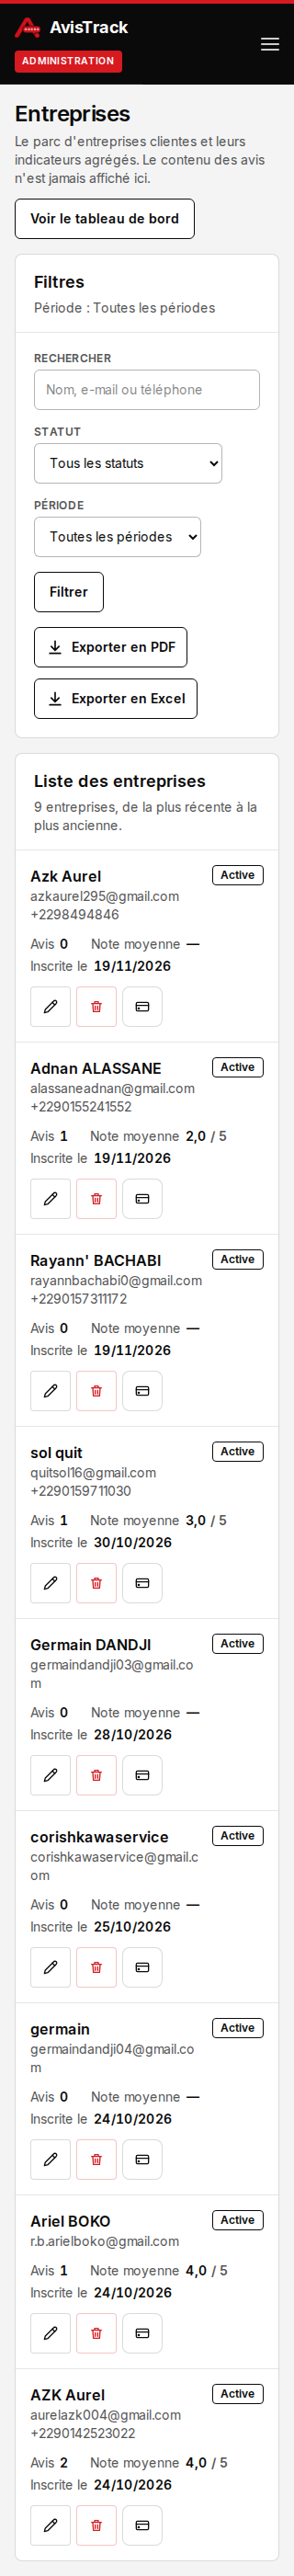 AvisTrack
ADMINISTRATION
Entreprises
Le parc d'entreprises clientes et leurs
indicateurs agrégés. Le contenu des avis
n'est jamais affiché ici.
Voir le tableau de bord
Filtres
Période : Toutes les périodes
RECHERCHER
Nom, e-mail ou téléphone
STATUT
Tous les statuts
PÉRIODE
Toutes les périodes
Filtrer
Exporter en PDF
Exporter en Excel
Liste des entreprises
9 entreprises, de la plus récente à la
plus ancienne.
Azk Aurel Active
azkaurel295@gmail.com
+2298494846
Avis 0 Note moyenne —
Inscrite le 19/11/2026
Adnan ALASSANE Active
alassaneadnan@gmail.com
+2290155241552
Avis 1 Note moyenne 2,0 / 5
Inscrite le 19/11/2026
Rayann' BACHABI Active
rayannbachabi0@gmail.com
+2290157311172
Avis 0 Note moyenne —
Inscrite le 19/11/2026
sol quit Active
quitsol16@gmail.com
+2290159711030
Avis 1 Note moyenne 3,0 / 5
Inscrite le 30/10/2026
Germain DANDJI Active
germaindandji03@gmail.co
m
Avis 0 Note moyenne —
Inscrite le 28/10/2026
corishkawaservice Active
corishkawaservice@gmail.c
om
Avis 0 Note moyenne —
Inscrite le 25/10/2026
germain Active
germaindandji04@gmail.co
m
Avis 0 Note moyenne —
Inscrite le 24/10/2026
Ariel BOKO Active
r.b.arielboko@gmail.com
Avis 1 Note moyenne 4,0 / 5
Inscrite le 24/10/2026
AZK Aurel Active
aurelazk004@gmail.com
+2290142523022
Avis 2 Note moyenne 4,0 / 5
Inscrite le 24/10/2026